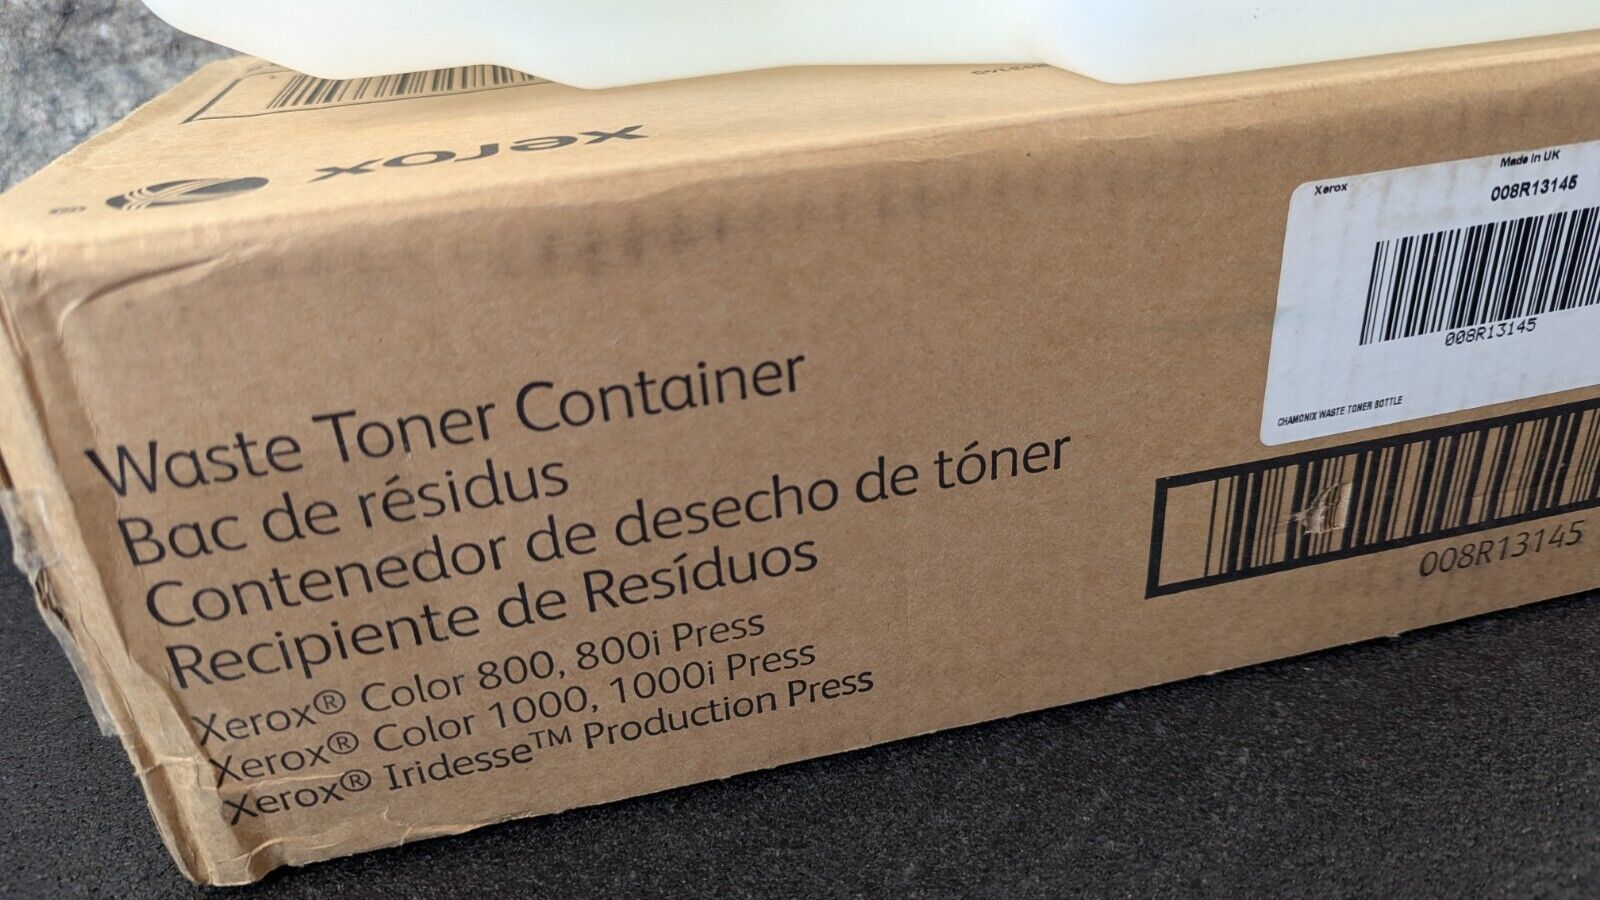 xerox
Waste Toner Container
Bac de résidus
Contenedor de desecho de tóner
Recipiente de Resíduos
Xerox® Color 800, 800i Press
Xerox® Color 1000, 1000i Press
Xerox® Iridesse™ Production Press
Made in UK
Xerox
008R13145
008R13145
CHAMONIX WASTE TONER BOTTLE
008R13145